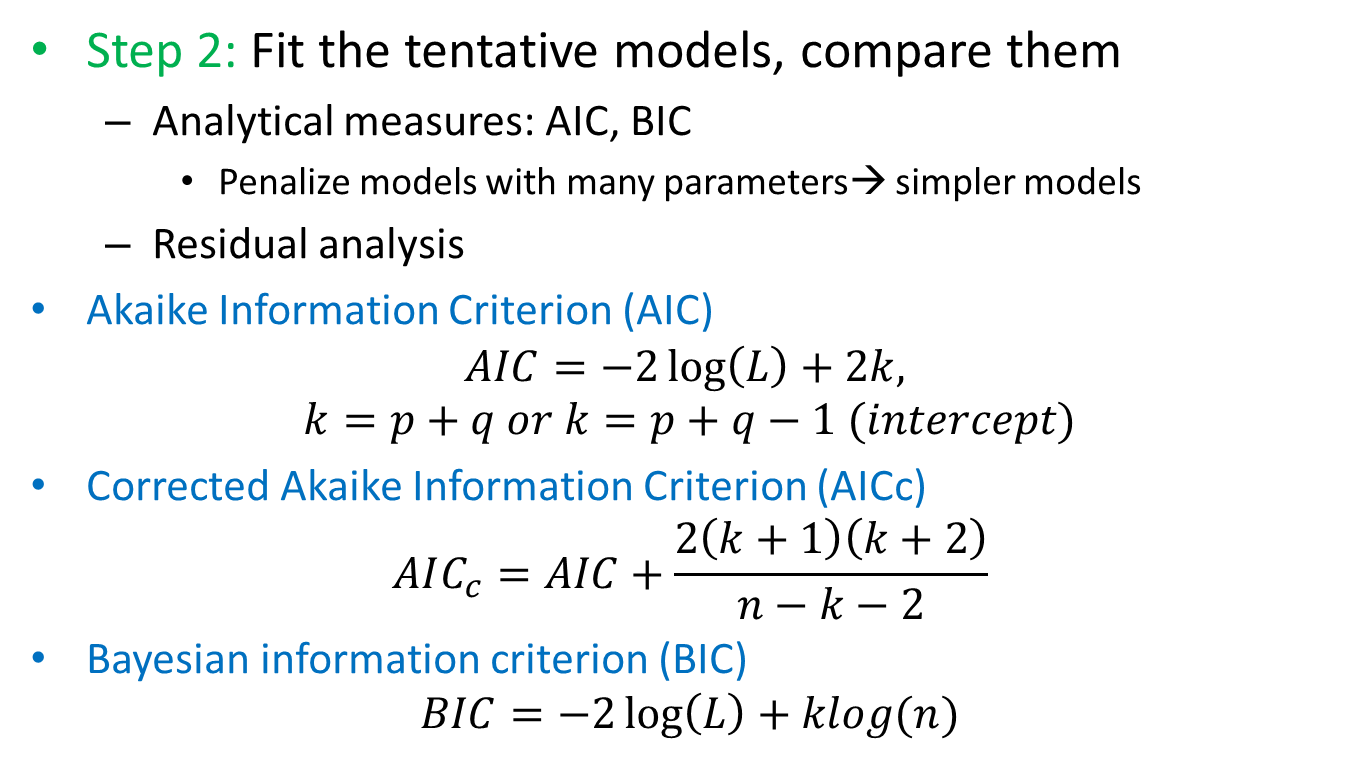 • Step 2: Fit the tentative models, compare them
– Analytical measures: AIC, BIC
• Penalize models with many parameters→ simpler models
– Residual analysis
• Akaike Information Criterion (AIC)
AIC = −2 log(L) + 2k,
k = p + q or k = p + q − 1 (intercept)
• Corrected Akaike Information Criterion (AICc)
AIC_c = AIC + \frac{2(k + 1)(k + 2)}{n − k − 2}
• Bayesian information criterion (BIC)
BIC = −2 log(L) + klog(n)